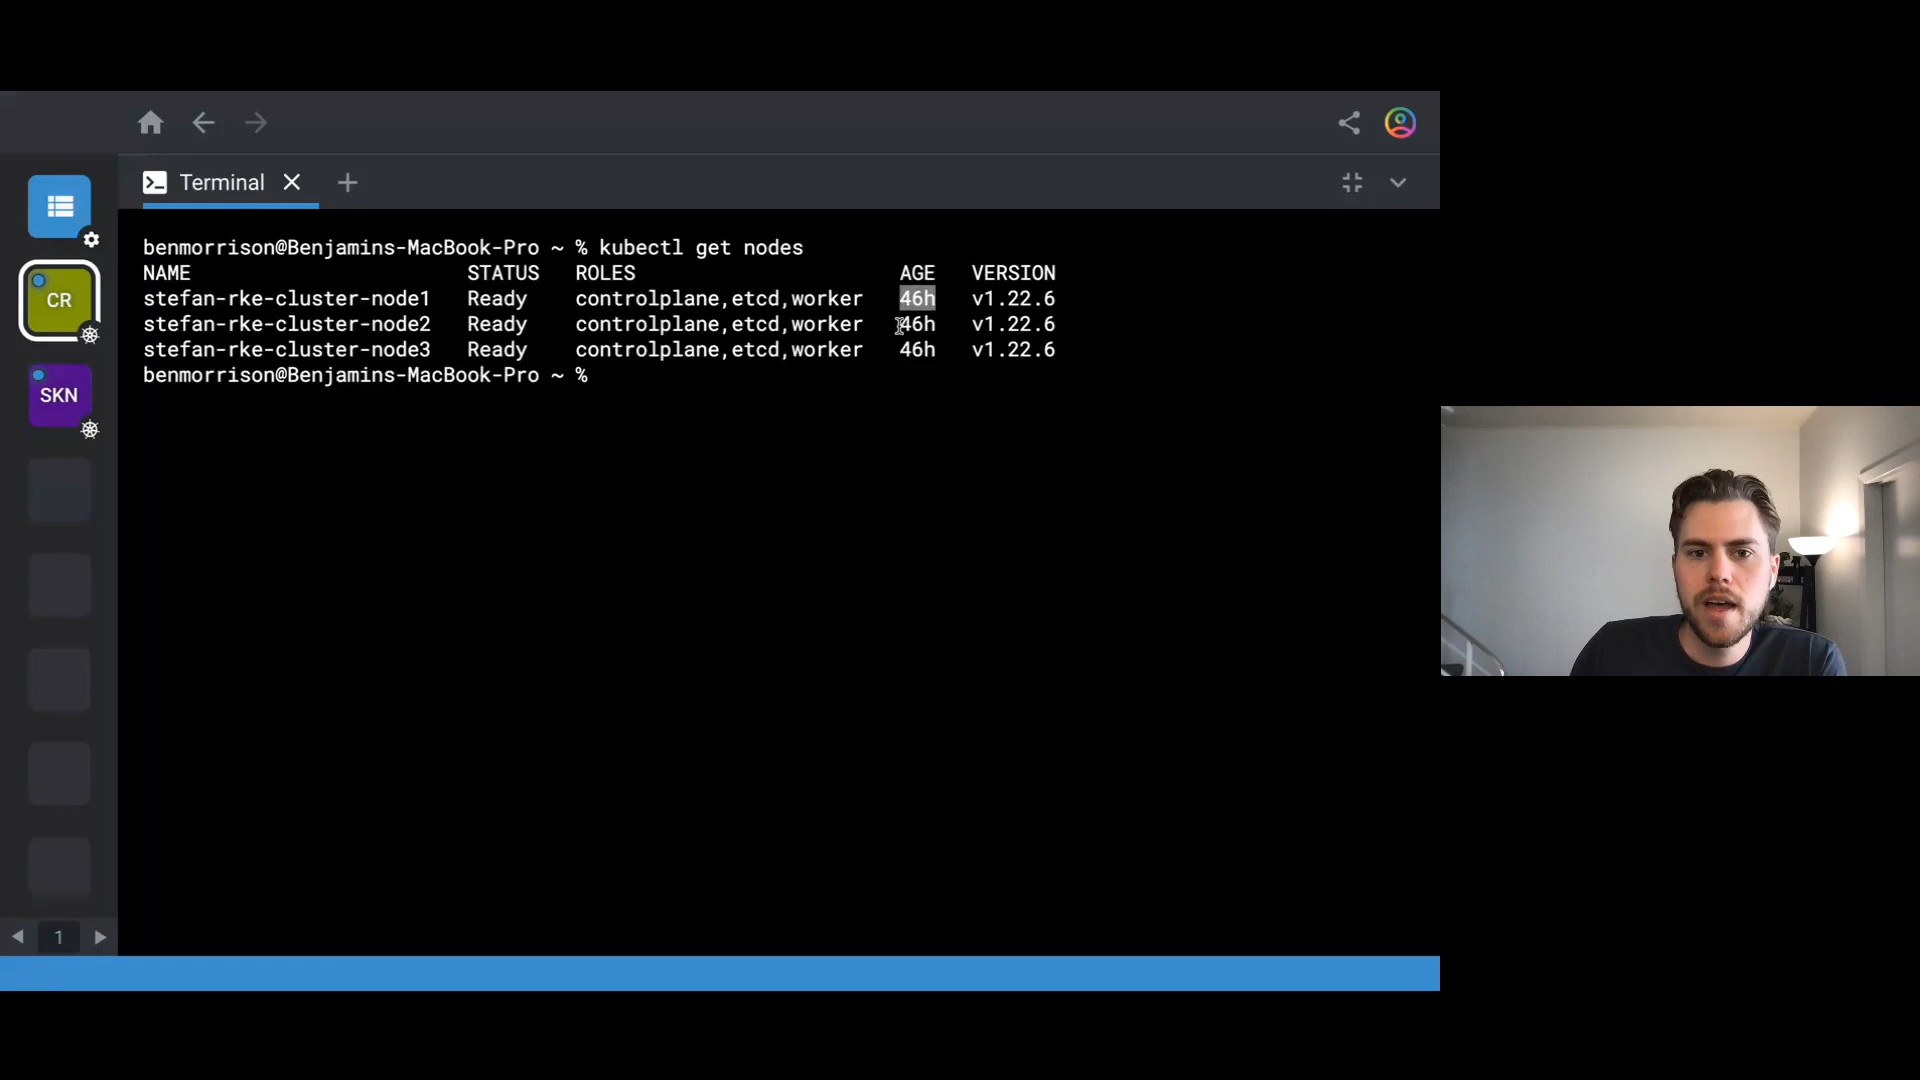 Terminal
CR
SKN
benmorrison@Benjamins-MacBook-Pro ~ % kubectl get nodes
NAME STATUS ROLES AGE VERSION
stefan-rke-cluster-node1 Ready controlplane,etcd,worker 46h v1.22.6
stefan-rke-cluster-node2 Ready controlplane,etcd,worker 46h v1.22.6
stefan-rke-cluster-node3 Ready controlplane,etcd,worker 46h v1.22.6
benmorrison@Benjamins-MacBook-Pro ~ %
1